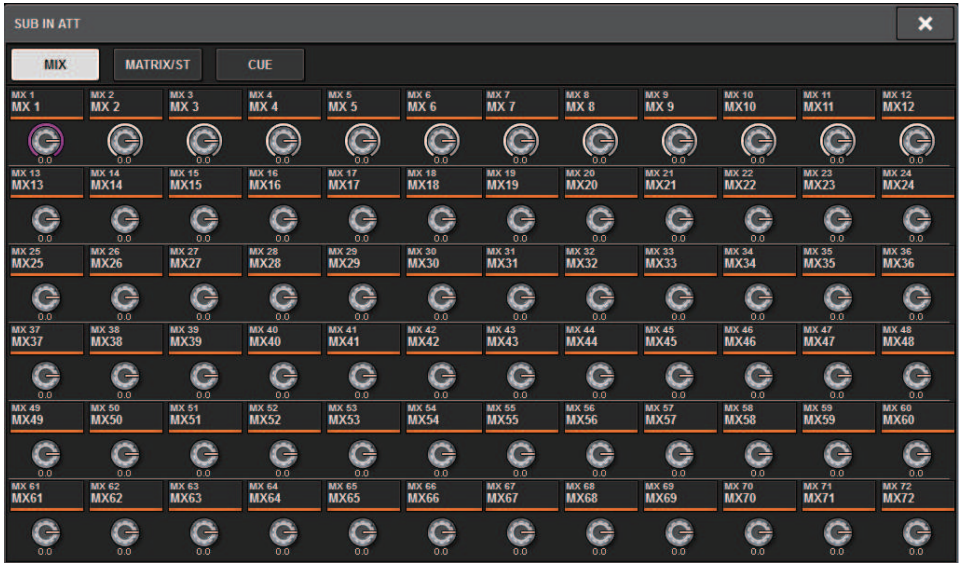 SUB IN ATT
MIX MATRIX/ST CUE
MX 1 MX 2 MX 3 MX 4 MX 5 MX 6 MX 7 MX 8 MX 9 MX 10 MX 11 MX 12
MX 1 MX 2 MX 3 MX 4 MX 5 MX 6 MX 7 MX 8 MX 9 MX10 MX11 MX12
0.0 0.0 0.0 0.0 0.0 0.0 0.0 0.0 0.0 0.0 0.0 0.0
MX 13 MX 14 MX 15 MX 16 MX 17 MX 18 MX 19 MX 20 MX 21 MX 22 MX 23 MX 24
MX13 MX14 MX15 MX16 MX17 MX18 MX19 MX20 MX21 MX22 MX23 MX24
0.0 0.0 0.0 0.0 0.0 0.0 0.0 0.0 0.0 0.0 0.0 0.0
MX 25 MX 26 MX 27 MX 28 MX 29 MX 30 MX 31 MX 32 MX 33 MX 34 MX 35 MX 36
MX25 MX26 MX27 MX28 MX29 MX30 MX31 MX32 MX33 MX34 MX35 MX36
0.0 0.0 0.0 0.0 0.0 0.0 0.0 0.0 0.0 0.0 0.0 0.0
MX 37 MX 38 MX 39 MX 40 MX 41 MX 42 MX 43 MX 44 MX 45 MX 46 MX 47 MX 48
MX37 MX38 MX39 MX40 MX41 MX42 MX43 MX44 MX45 MX46 MX47 MX48
0.0 0.0 0.0 0.0 0.0 0.0 0.0 0.0 0.0 0.0 0.0 0.0
MX 49 MX 50 MX 51 MX 52 MX 53 MX 54 MX 55 MX 56 MX 57 MX 58 MX 59 MX 60
MX49 MX50 MX51 MX52 MX53 MX54 MX55 MX56 MX57 MX58 MX59 MX60
0.0 0.0 0.0 0.0 0.0 0.0 0.0 0.0 0.0 0.0 0.0 0.0
MX 61 MX 62 MX 63 MX 64 MX 65 MX 66 MX 67 MX 68 MX 69 MX 70 MX 71 MX 72
MX61 MX62 MX63 MX64 MX65 MX66 MX67 MX68 MX69 MX70 MX71 MX72
0.0 0.0 0.0 0.0 0.0 0.0 0.0 0.0 0.0 0.0 0.0 0.0